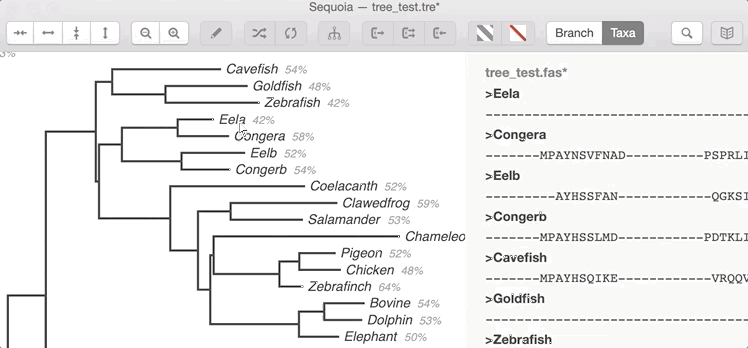 Sequoia — tree_test.tre*
Branch Taxa
3%
Cavefish 54%
Goldfish 48%
Zebrafish 42%
Eela 42%
Congera 58%
Eelb 52%
Congerb 54%
Coelacanth 52%
Clawedfrog 59%
Salamander 53%
Chameleo
Pigeon 52%
Chicken 48%
Zebrafinch 64%
Bovine 54%
Dolphin 53%
Elephant 50%
tree_test.fas*
>Eela
>Congera
-------MPAYNSVFNAD----------PSPRLI
>Eelb
---------AYHSSFAN------------QGKSI
>Congerb
-------MPAYHSSLMD-----------PDTKLI
>Cavefish
-------MPAYHSQIKE------------VRQQV
>Goldfish
>Zebrafish